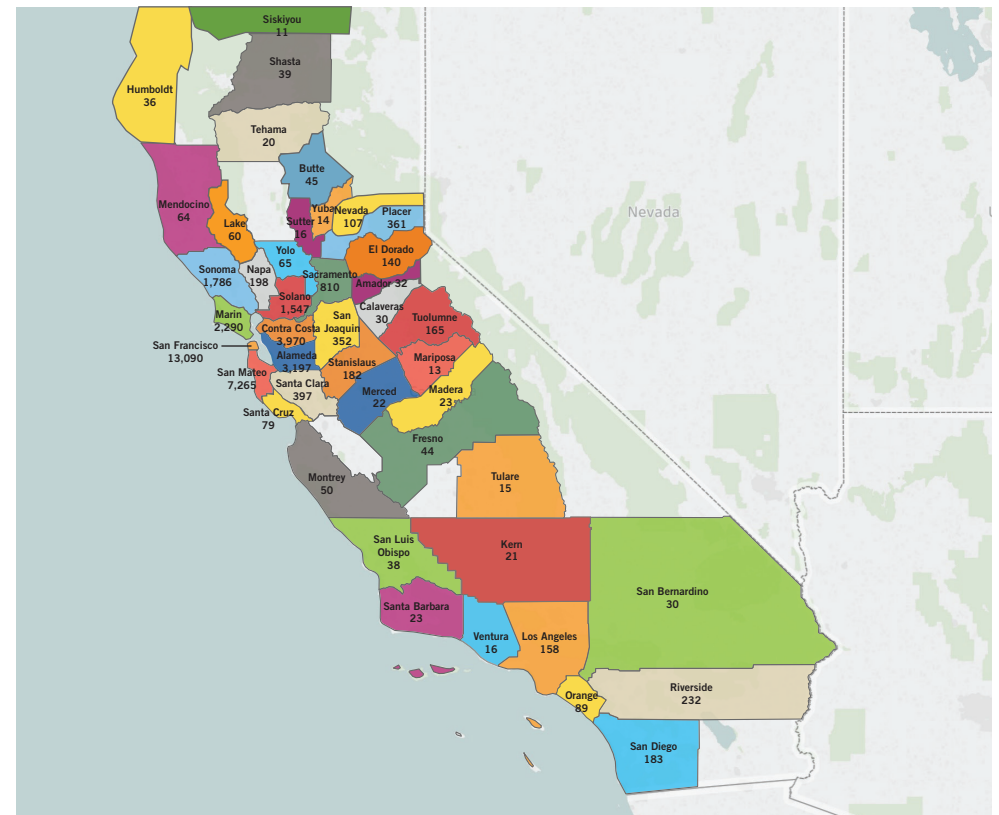 Siskiyou
11
Shasta
39
Humboldt
36
Tehama
20
Butte
45
Mendocino
64
Lake
60
Sutter
16
Yuba
14
Nevada
107
Placer
361
Nevada
El Dorado
140
Yolo
65
Sonoma
1,786
Napa
198
Sacramento
810
Amador 32
Solano
1,547
Calaveras
30
Marin
2,290
Contra Costa
3,970
San
Joaquin
352
Tuolumne
165
San Francisco
13,090
Alameda
3,197
Stanislaus
182
Mariposa
13
San Mateo
7,265
Santa Clara
397
Merced
22
Madera
23
Santa Cruz
79
Fresno
44
Montrey
50
Tulare
15
San Luis
Obispo
38
Kern
21
San Bernardino
30
Santa Barbara
23
Ventura
16
Los Angeles
158
Orange
89
Riverside
232
San Diego
183